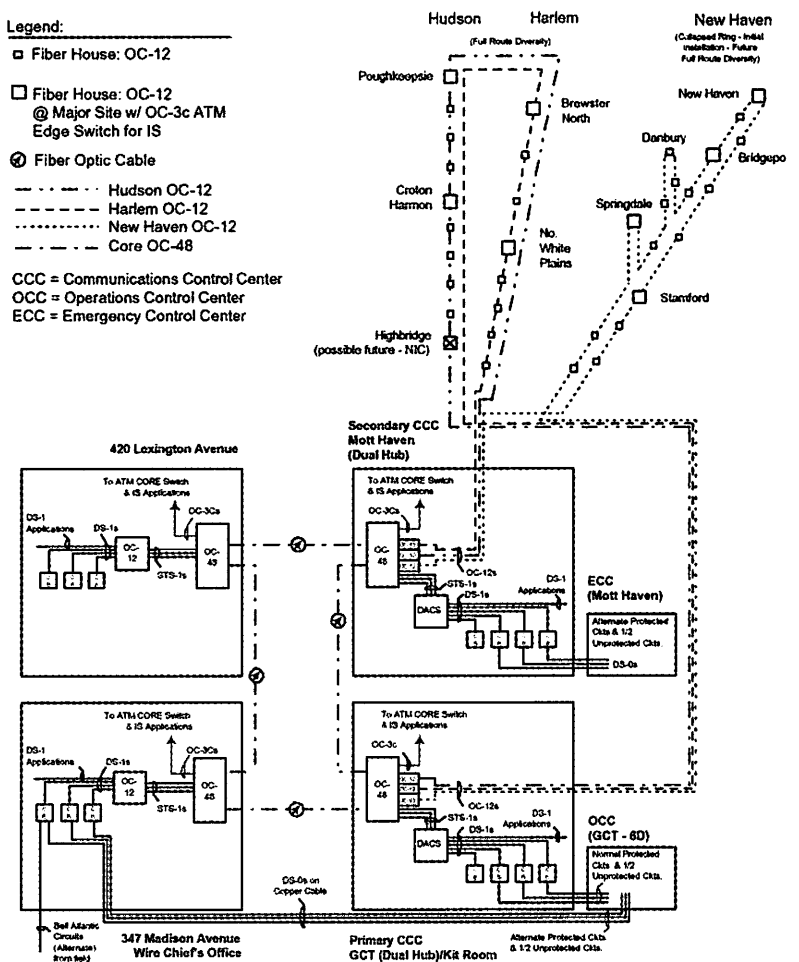 Legend:
Fiber House: OC-12
Fiber House: OC-12
@ Major Site w/ OC-3c ATM
Edge Switch for IS
Fiber Optic Cable
Hudson OC-12
Harlem OC-12
New Haven OC-12
Core OC-48
CCC = Communications Control Center
OCC = Operations Control Center
ECC = Emergency Control Center
Hudson
Harlem
(Full Route Diversity)
New Haven
(Collapsed Ring - Initial
Installation - Future
Full Route Diversity)
Poughkeepsie
Brewster
North
Croton
Harmon
No.
White
Plains
Highbridge
(possible future - NIC)
New Haven
Danbury
Bridgepo
Springdale
Stamford
420 Lexington Avenue
To ATM CORE Switch
& IS Applications
OC-3Cs
DS-1
Applications
DS-1s
OC-
12
STS-1s
OC-
48
Secondary CCC
Mott Haven
(Dual Hub)
To ATM CORE Switch
& IS Applications
OC-3Cs
OC-
48
OC-12s
STS-1s
DS-1s
DACS
DS-1
Applications
ECC
(Mott Haven)
Alternate Protected
Ckts & 1/2
Unprotected Ckts.
DS-0s
To ATM CORE Switch
& IS Applications
OC-3Cs
DS-1
Applications
DS-1s
OC-
12
STS-1s
OC-
48
To ATM CORE Switch
& IS Applications
OC-3c
OC-
48
OC-12s
STS-1s
DS-1s
DACS
DS-1
Applications
OCC
(GCT - 6D)
Normal Protected
Ckts. & 1/2
Unprotected Ckts.
DS-0s on
Copper Cable
Bell Atlantic
Circuits
(Alternate)
from field
347 Madison Avenue
Wire Chief's Office
Primary CCC
GCT (Dual Hub)/Kit Room
Alternate Protected Ckts
& 1/2 Unprotected Ckts.